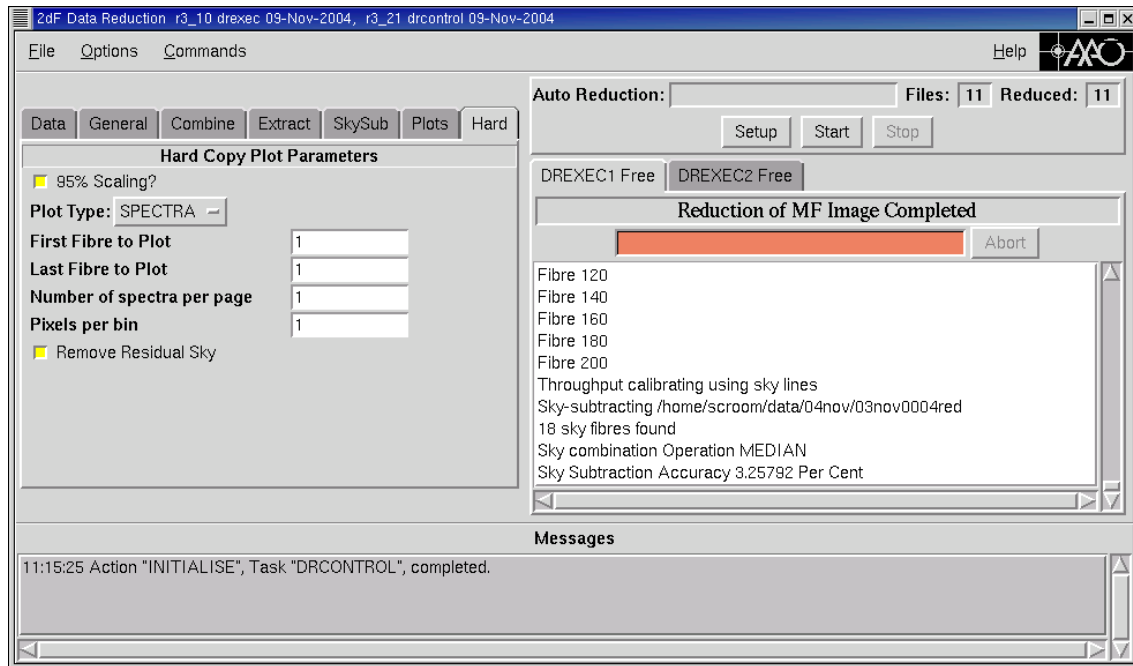 2dF Data Reduction r3_10 drexec 09-Nov-2004, r3_21 drcontrol 09-Nov-2004
File Options Commands Help AAO
Data General Combine Extract SkySub Plots Hard
Hard Copy Plot Parameters
95% Scaling?
Plot Type: SPECTRA
First Fibre to Plot 1
Last Fibre to Plot 1
Number of spectra per page 1
Pixels per bin 1
Remove Residual Sky
Auto Reduction: Files: 11 Reduced: 11
Setup Start Stop
DREXEC1 Free DREXEC2 Free
Reduction of MF Image Completed
Abort
Fibre 120
Fibre 140
Fibre 160
Fibre 180
Fibre 200
Throughput calibrating using sky lines
Sky-subtracting /home/scroom/data/04nov/03nov0004red
18 sky fibres found
Sky combination Operation MEDIAN
Sky Subtraction Accuracy 3.25792 Per Cent
Messages
11:15:25 Action "INITIALISE", Task "DRCONTROL", completed.